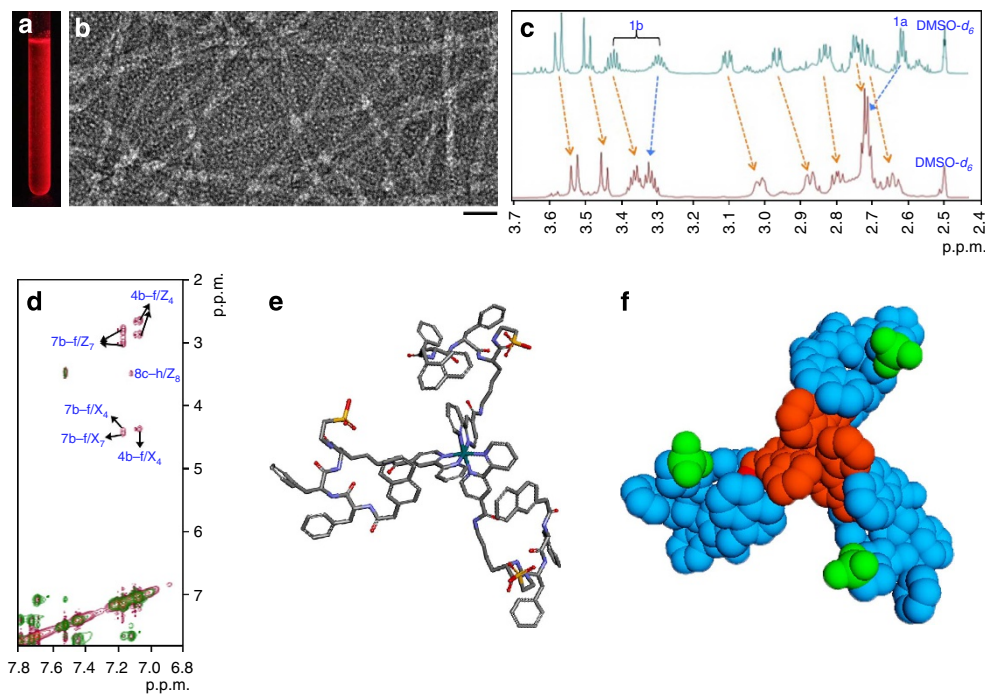 a
b
c
1b
1a
DMSO-d6
DMSO-d6
3.7 3.6 3.5 3.4 3.3 3.2 3.1 3.0 2.9 2.8 2.7 2.6 2.5 2.4
p.p.m.
d
4b–f/Z4
7b–f/Z7
8c–h/Z8
7b–f/X4
7b–f/X7
4b–f/X4
2
3
4
5
6
7
p.p.m.
7.8 7.6 7.4 7.2 7.0 6.8
p.p.m.
e
f